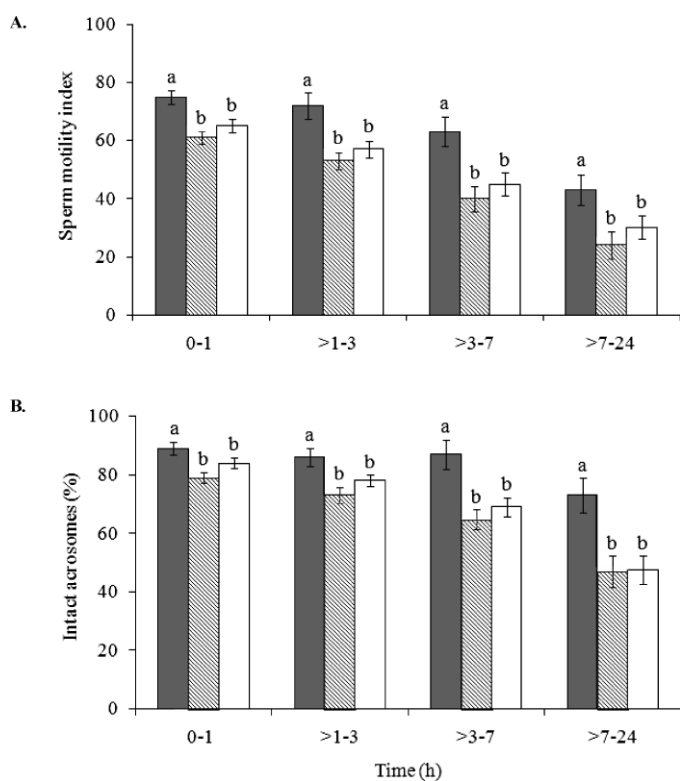 A.
Sperm motility index
100
80
60
40
20
0
a b b a b b a b b a b b
0-1 >1-3 >3-7 >7-24
B.
Intact acrosomes (%)
100
80
60
40
20
0
a b b a b b a b b a b b
0-1 >1-3 >3-7 >7-24
Time (h)